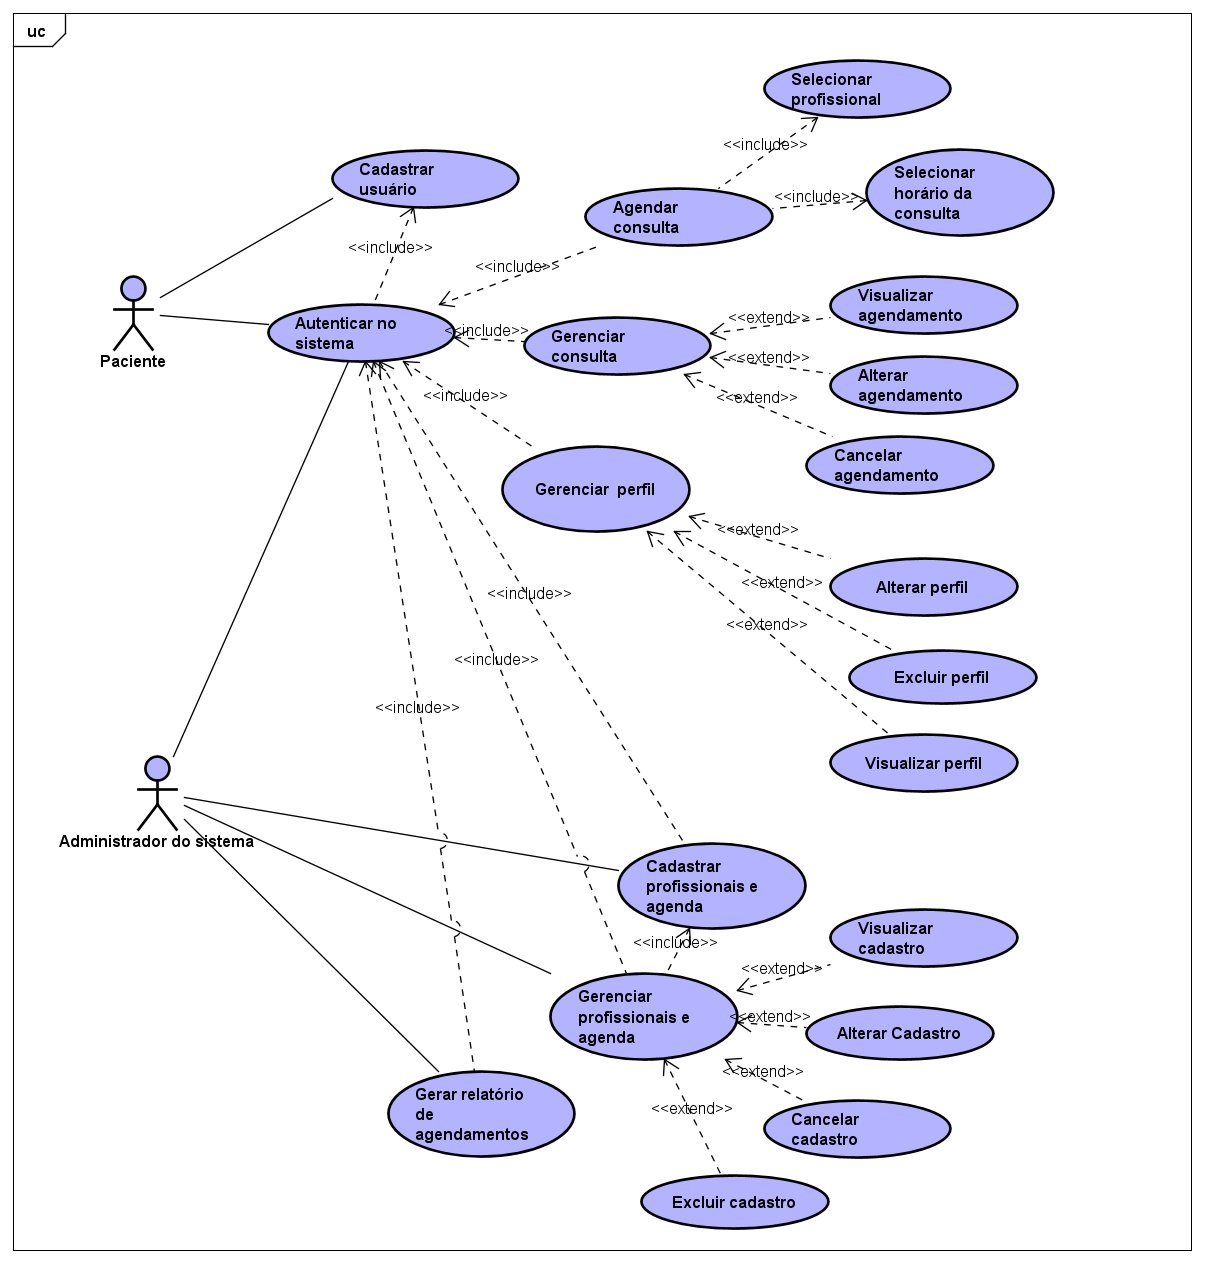 uc
Selecionar
profissional
<<include>>
Cadastrar
usuário
Selecionar
horário da
consulta
<<include>>
Agendar
consulta
<<include>>
<<include>>
Paciente
Autenticar no
sistema
<<include>>
Gerenciar
consulta
<<extend>>
Visualizar
agendamento
<<extend>>
Alterar
agendamento
<<extend>>
Cancelar
agendamento
<<include>>
Gerenciar perfil
<<extend>>
Alterar perfil
<<extend>>
<<include>>
<<extend>>
Excluir perfil
<<include>>
<<include>>
Visualizar perfil
Administrador do sistema
Cadastrar
profissionais e
agenda
<<include>>
Visualizar
cadastro
<<extend>>
Gerenciar
profissionais e
agenda
<<extend>>
Alterar Cadastro
<<extend>>
Cancelar
cadastro
<<extend>>
Gerar relatório
de
agendamentos
Excluir cadastro